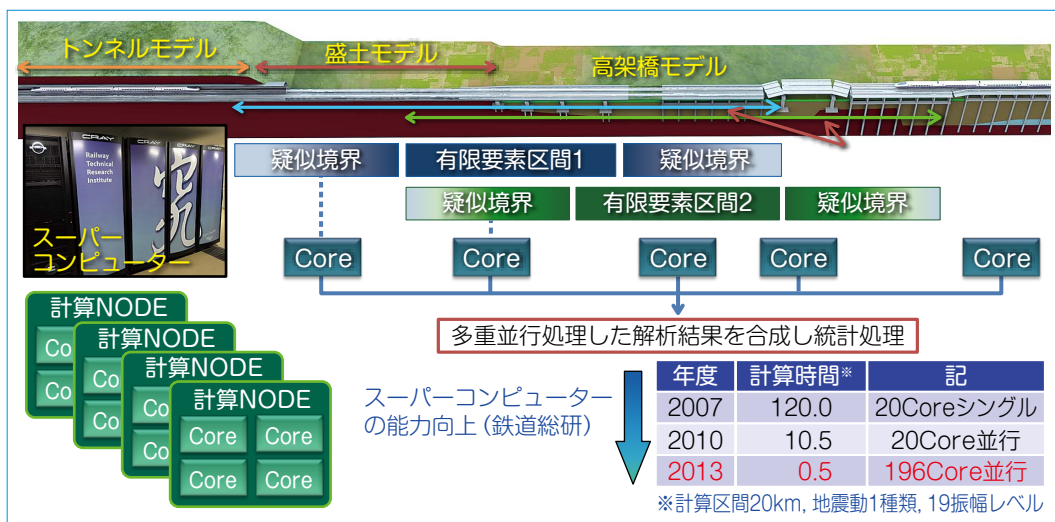 トンネルモデル
盛土モデル
高架橋モデル
CRAY
CRAY
CRAY
Railway
Technical
Research
Institute
スーパー
コンピューター
疑似境界
有限要素区間1
疑似境界
疑似境界
有限要素区間2
疑似境界
Core
Core
Core
Core
Core
多重並行処理した解析結果を合成し統計処理
計算NODE
Co
計算NODE
Co
計算NODE
Co
計算NODE
Core Core
Core Core
スーパーコンピューター
の能力向上(鉄道総研)
年度 計算時間※ 記
2007 120.0 20Coreシングル
2010 10.5 20Core並行
2013 0.5 196Core並行
※計算区間20km, 地震動1種類, 19振幅レベル